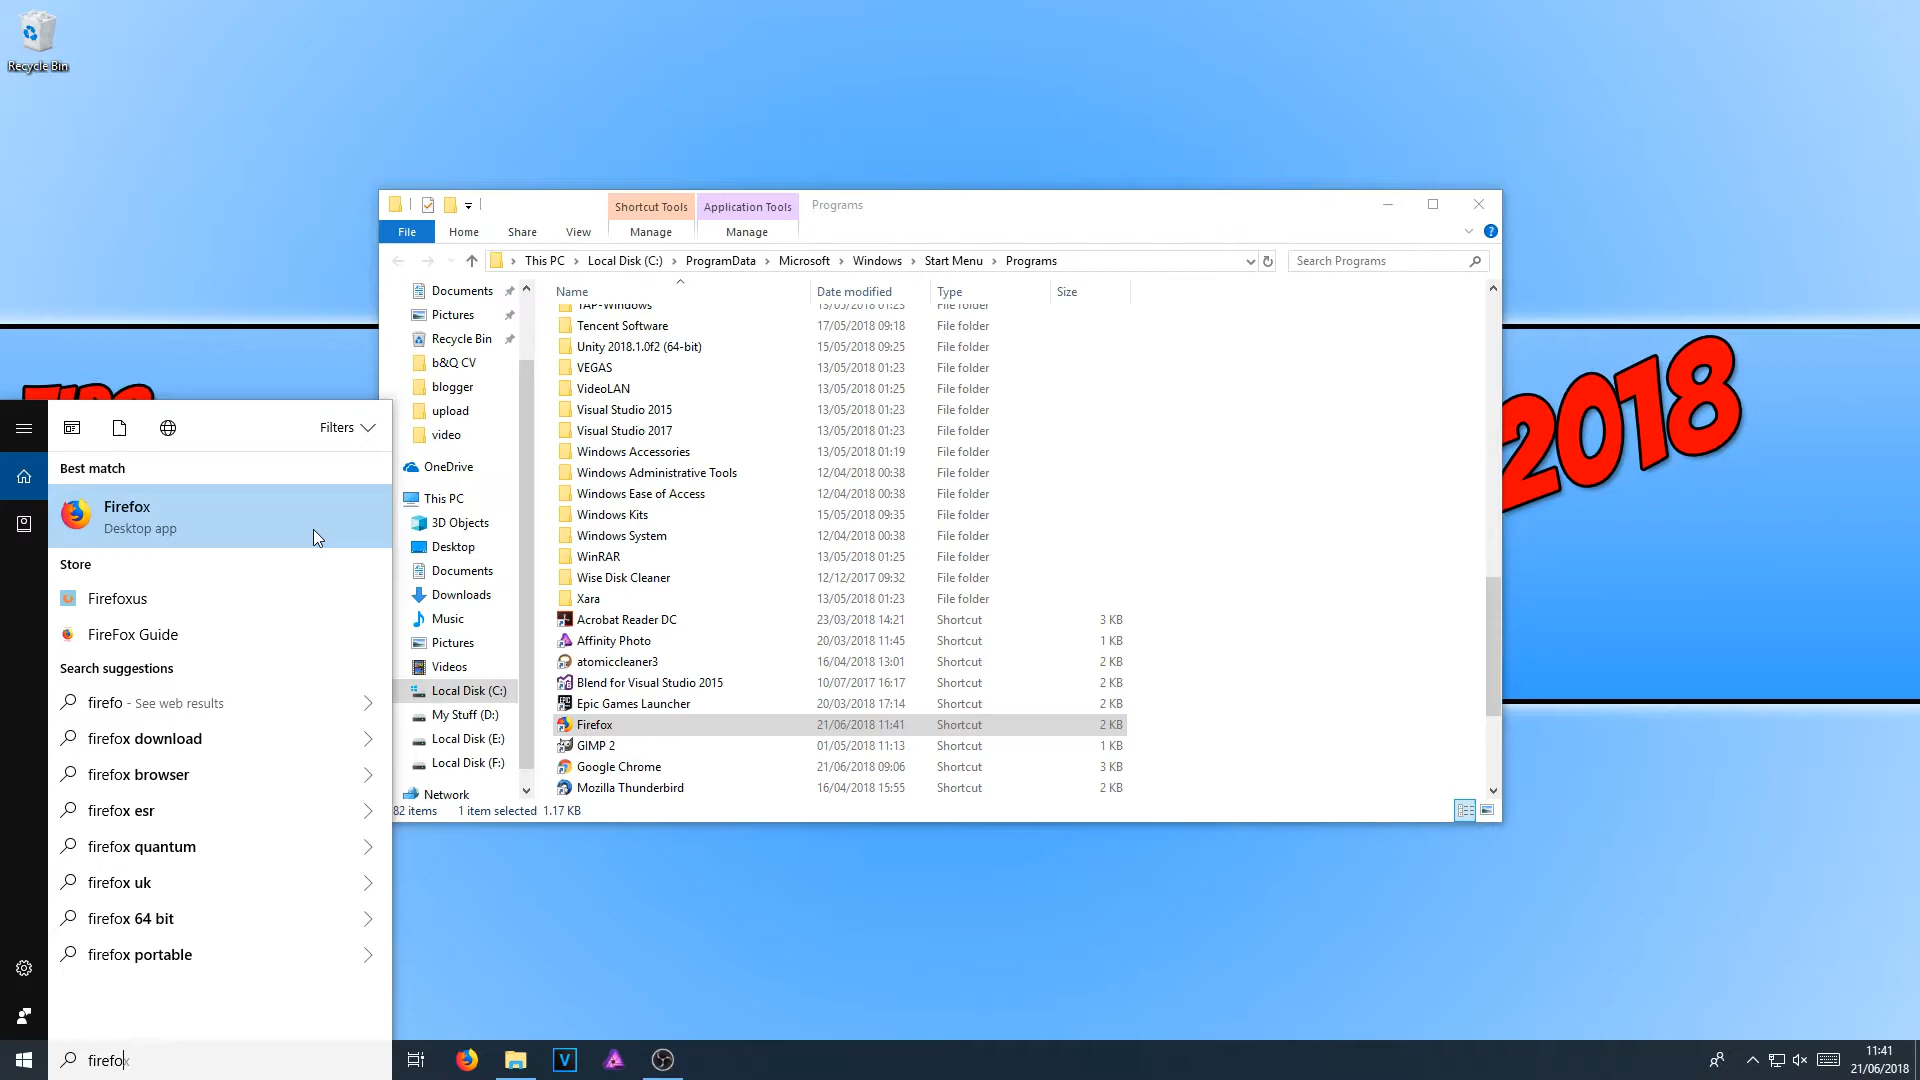 Recycle Bin
2018
Shortcut Tools
Application Tools
Programs
File
Home
Share
View
Manage
Manage
This PC > Local Disk (C:) > ProgramData > Microsoft > Windows > Start Menu > Programs
Search Programs
Documents
Pictures
Recycle Bin
b&Q CV
blogger
upload
video
OneDrive
This PC
3D Objects
Desktop
Documents
Downloads
Music
Pictures
Videos
Local Disk (C:)
My Stuff (D:)
Local Disk (E:)
Local Disk (F:)
Network
Name Date modified Type Size
TAP-Windows 13/05/2018 01:23 File folder
Tencent Software 17/05/2018 09:18 File folder
Unity 2018.1.0f2 (64-bit) 15/05/2018 09:25 File folder
VEGAS 13/05/2018 01:23 File folder
VideoLAN 13/05/2018 01:25 File folder
Visual Studio 2015 13/05/2018 01:23 File folder
Visual Studio 2017 13/05/2018 01:23 File folder
Windows Accessories 13/05/2018 01:19 File folder
Windows Administrative Tools 12/04/2018 00:38 File folder
Windows Ease of Access 12/04/2018 00:38 File folder
Windows Kits 15/05/2018 09:35 File folder
Windows System 12/04/2018 00:38 File folder
WinRAR 13/05/2018 01:25 File folder
Wise Disk Cleaner 12/12/2017 09:32 File folder
Xara 13/05/2018 01:23 File folder
Acrobat Reader DC 23/03/2018 14:21 Shortcut 3 KB
Affinity Photo 20/03/2018 11:45 Shortcut 1 KB
atomiccleaner3 16/04/2018 13:01 Shortcut 2 KB
Blend for Visual Studio 2015 10/07/2017 16:17 Shortcut 2 KB
Epic Games Launcher 20/03/2018 17:14 Shortcut 2 KB
Firefox 21/06/2018 11:41 Shortcut 2 KB
GIMP 2 01/05/2018 11:13 Shortcut 1 KB
Google Chrome 21/06/2018 09:06 Shortcut 3 KB
Mozilla Thunderbird 16/04/2018 15:55 Shortcut 2 KB
82 items 1 item selected 1.17 KB
Filters
Best match
Firefox
Desktop app
Store
Firefoxus
FireFox Guide
Search suggestions
firefo - See web results
firefox download
firefox browser
firefox esr
firefox quantum
firefox uk
firefox 64 bit
firefox portable
firefox
11:41
21/06/2018